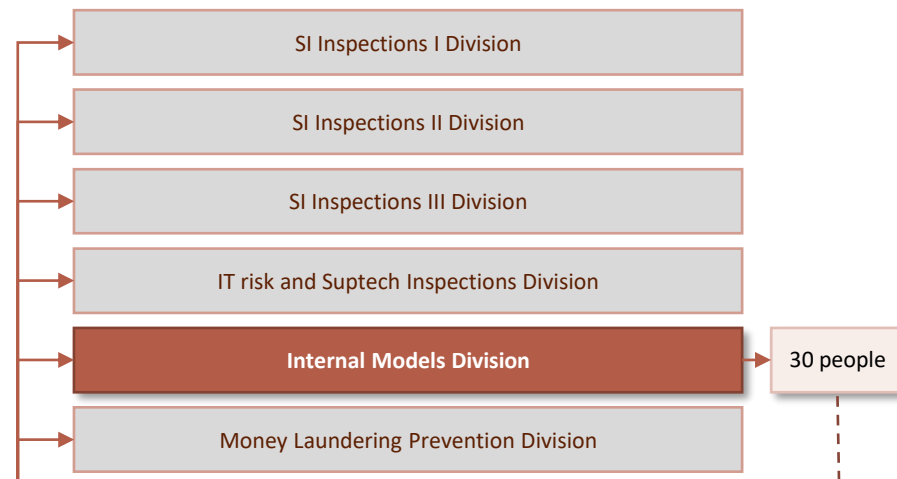 SI Inspections I Division
SI Inspections II Division
SI Inspections III Division
IT risk and Suptech Inspections Division
Internal Models Division
30 people
Money Laundering Prevention Division